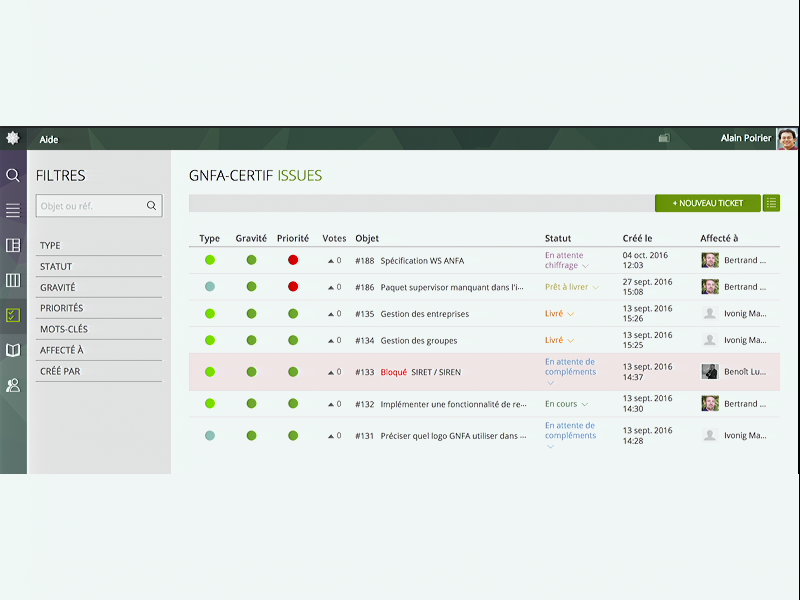 Aide
Alain Poirier
FILTRES
Objet ou réf.
TYPE
STATUT
GRAVITÉ
PRIORITÉS
MOTS-CLÉS
AFFECTÉ À
CRÉÉ PAR
GNFA-CERTIF ISSUES
+ NOUVEAU TICKET
Type Gravité Priorité Votes Objet Statut Créé le Affecté à
0 #188 Spécification WS ANFA En attente chiffrage 04 oct. 2016 12:03 Bertrand ...
0 #186 Paquet supervisor manquant dans l'i... Prêt à livrer 27 sept. 2016 15:08 Bertrand ...
0 #135 Gestion des entreprises Livré 13 sept. 2016 15:26 Ivonig Ma...
0 #134 Gestion des groupes Livré 13 sept. 2016 15:25 Ivonig Ma...
0 #133 Bloqué SIRET / SIREN En attente de compléments 13 sept. 2016 14:37 Benoît Lu...
0 #132 Implémenter une fonctionnalité de re... En cours 13 sept. 2016 14:30 Bertrand ...
0 #131 Préciser quel logo GNFA utiliser dans ... En attente de compléments 13 sept. 2016 14:28 Ivonig Ma...